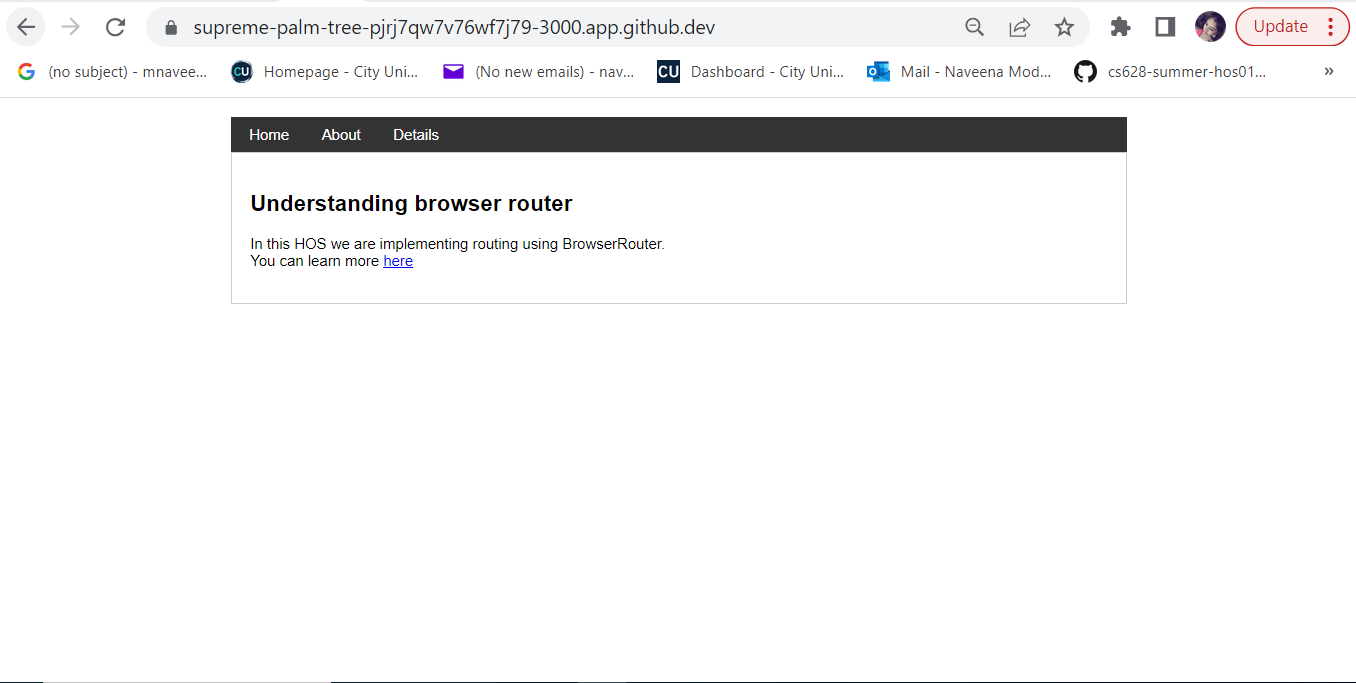 supreme-palm-tree-pjrj7qw7v76wf7j79-3000.app.github.dev Update
(no subject) - mnavee... CU Homepage - City Uni... (No new emails) - nav... CU Dashboard - City Uni... Mail - Naveena Mod... cs628-summer-hos01... »
Home About Details
Understanding browser router
In this HOS we are implementing routing using BrowserRouter.
You can learn more here